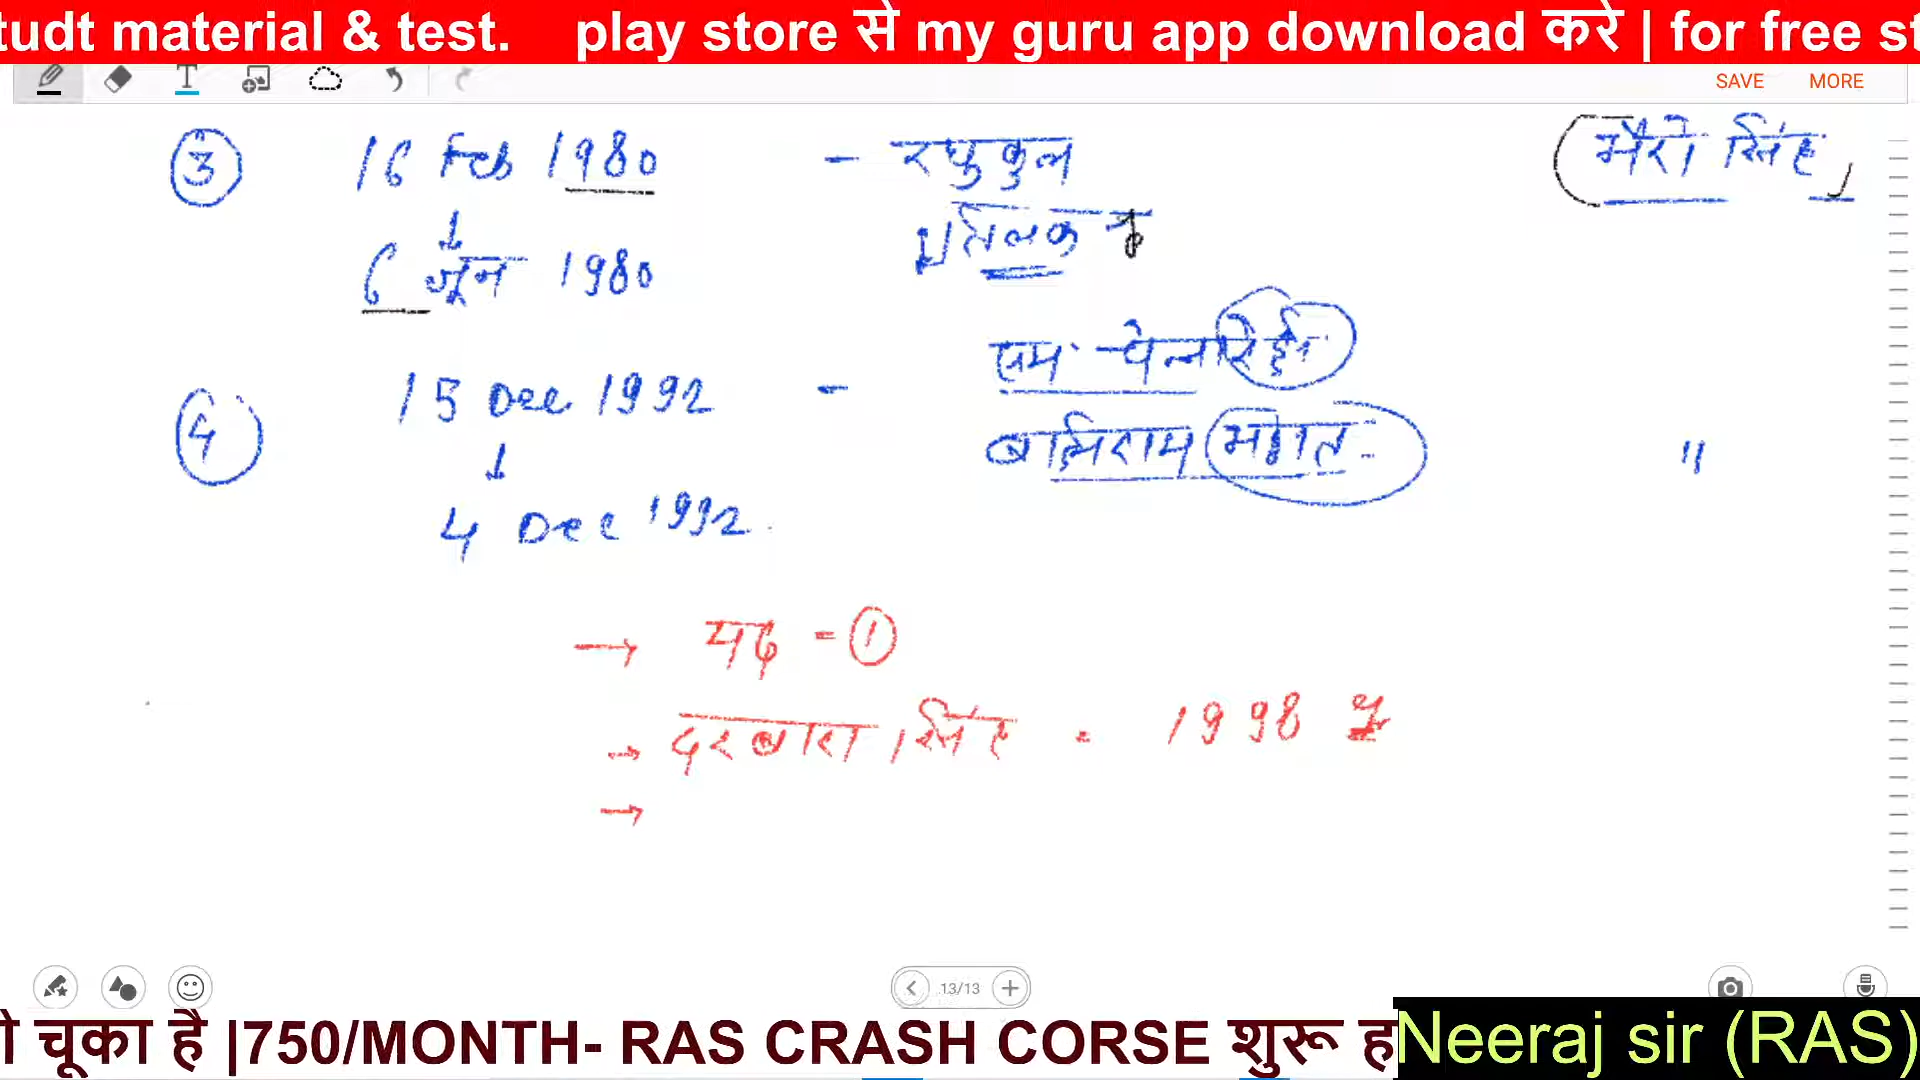 tudt material & test. play store से my guru app download करे | for free st
SAVE MORE
3 16 Feb 1980 - रघुकुल भैरो सिंह
↓ तिलक
6 जून 1980
एम. चेन्नारेड्डी
4 15 Dec 1992 -
बलिराम भगत "
↓
4 Dec 1992
→ पद = 1
→ दरबारा सिंह = 1998
→
13/13
ो चूका है |750/MONTH- RAS CRASH CORSE शुरू ह
Neeraj sir (RAS)